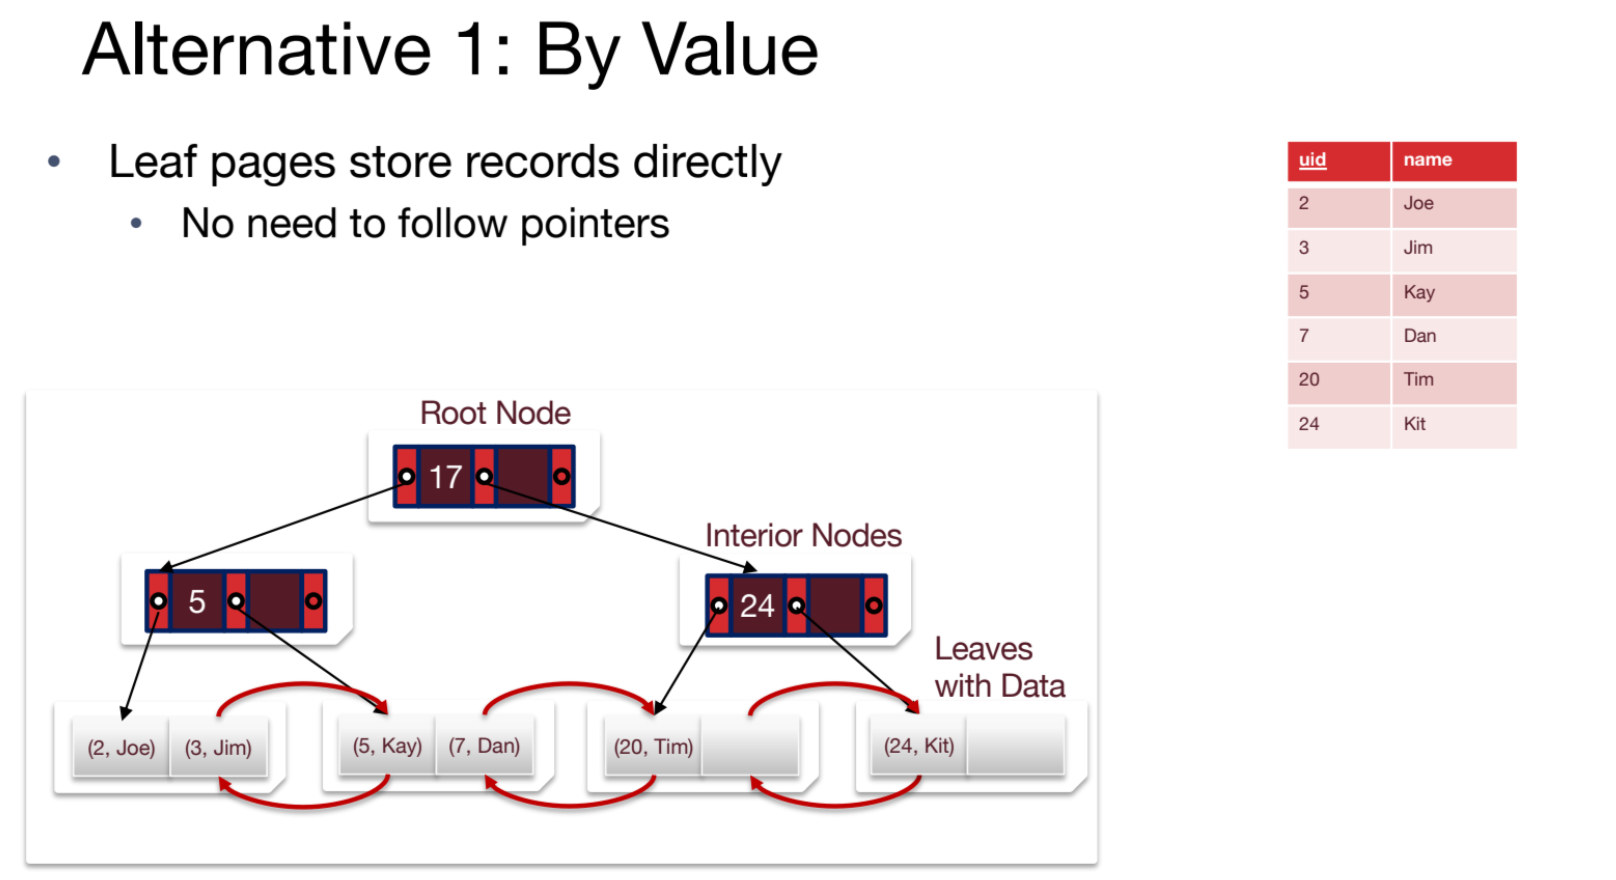 Alternative 1: By Value
• Leaf pages store records directly
• No need to follow pointers
uid name
2 Joe
3 Jim
5 Kay
7 Dan
20 Tim
24 Kit
Root Node
17
Interior Nodes
5
24
Leaves
with Data
(2, Joe) (3, Jim) (5, Kay) (7, Dan) (20, Tim) (24, Kit)